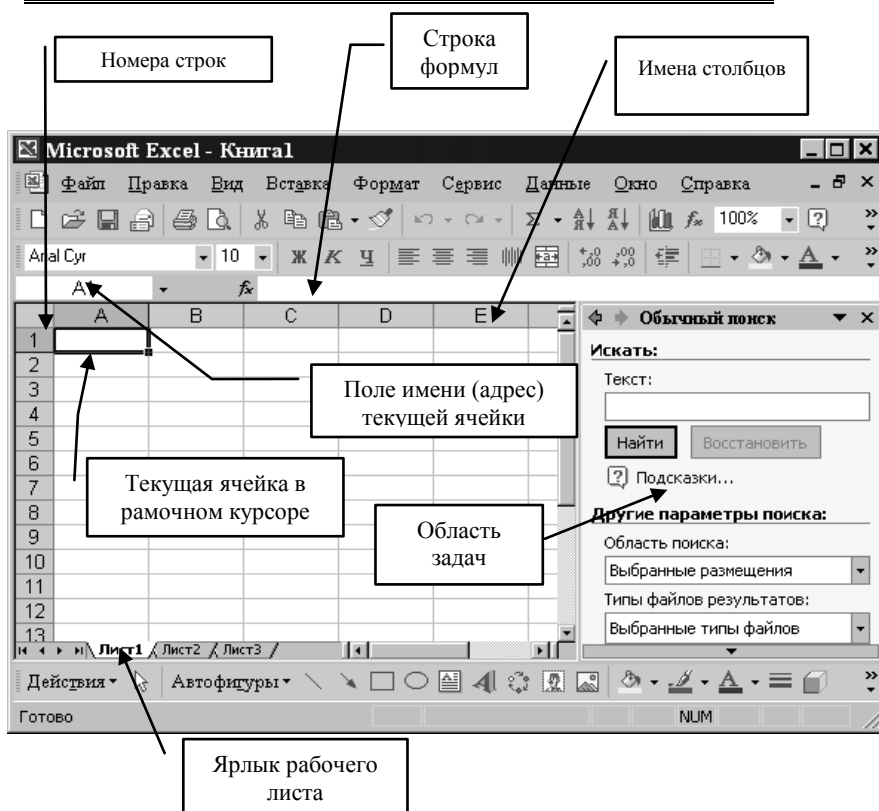 Номера строк
Строка
формул
Имена столбцов
Microsoft Excel - Книга1
Файл Правка Вид Вставка Формат Сервис Данные Окно Справка
100%
Arial Cyr 10 Ж К Ч
A fx
A B C D E
Обычный поиск
1
2
3
4
5
6
7
8
9
10
11
12
13
Искать:
Текст:
Найти Восстановить
Подсказки...
Другие параметры поиска:
Область поиска:
Выбранные размещения
Типы файлов результатов:
Выбранные типы файлов
Поле имени (адрес)
текущей ячейки
Текущая ячейка в
рамочном курсоре
Область
задач
Лист1 Лист2 Лист3
Действия Автофигуры
Готово NUM
Ярлык рабочего
листа